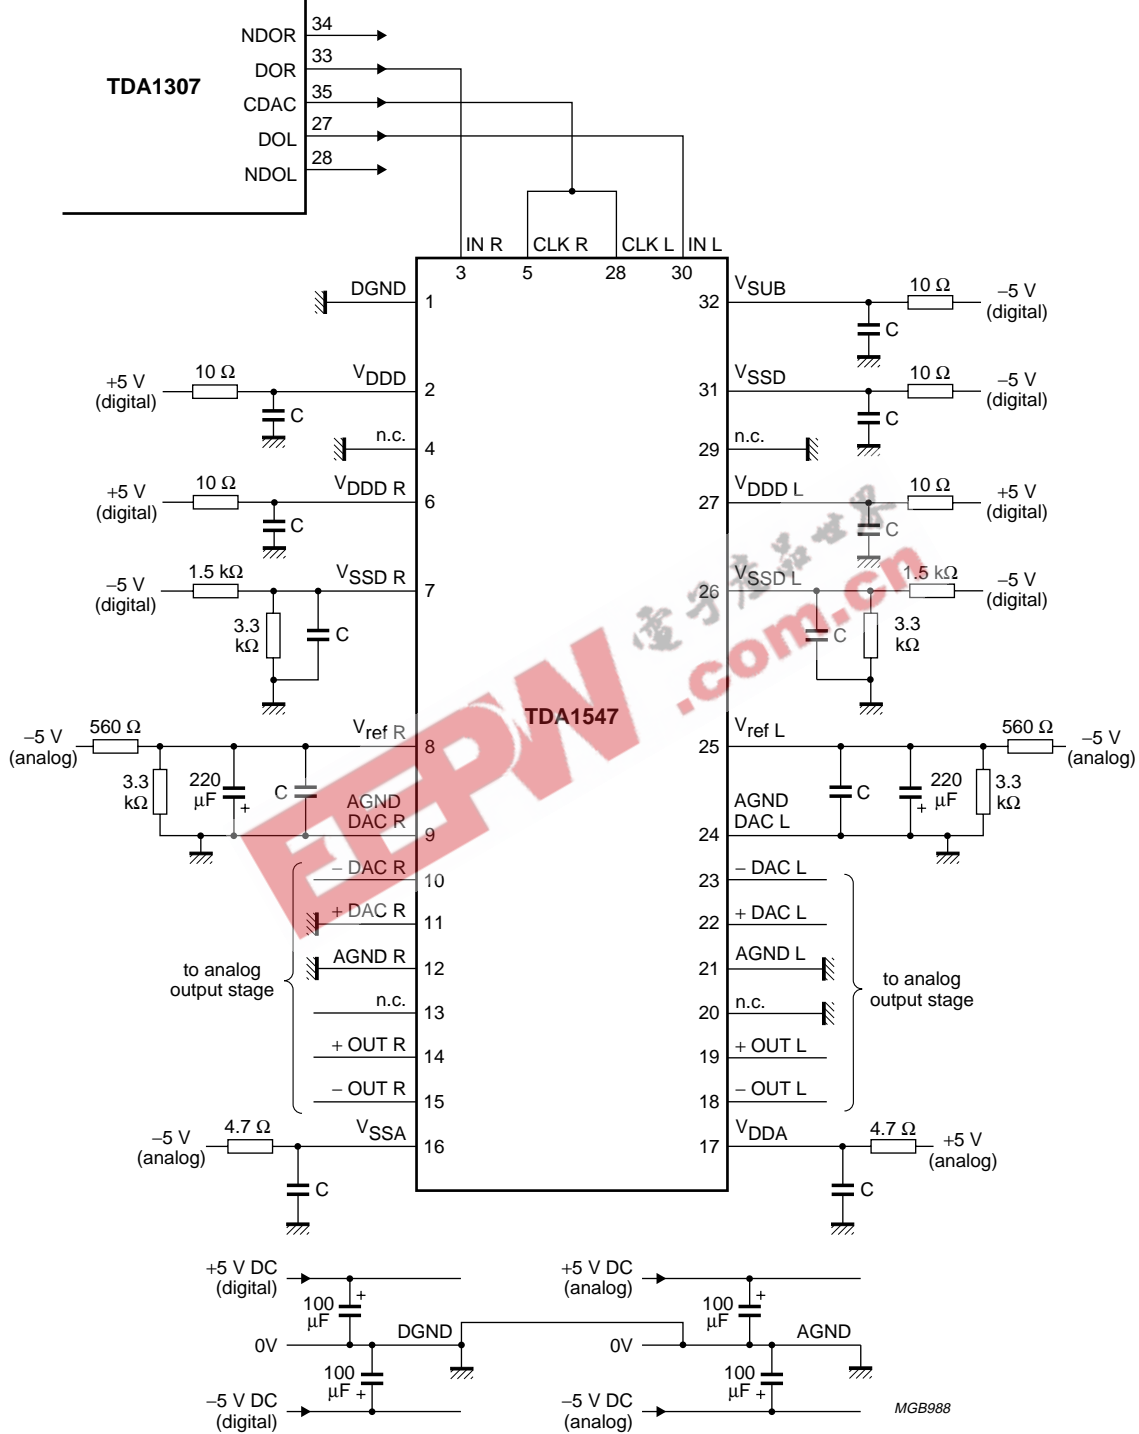 NDOR 34
DOR 33
TDA1307
CDAC 35
DOL 27
NDOL 28
IN R CLK R CLK L IN L
3 5 28 30
DGND 1
VSUB 32
10 Ω
−5 V
(digital)
C
+5 V
(digital)
10 Ω
VDDD 2
C
VSSD 31
10 Ω
−5 V
(digital)
C
n.c. 4
29 n.c.
+5 V
(digital)
10 Ω
VDDD R 6
C
27 VDDD L
10 Ω
+5 V
(digital)
C
−5 V
(digital)
1.5 kΩ
VSSD R 7
3.3
kΩ
C
26 VSSD L
1.5 kΩ
−5 V
(digital)
C
3.3
kΩ
電子產品世界
.com.cn
EEPW
TDA1547
−5 V
(analog)
560 Ω
Vref R 8
3.3
kΩ
220
μF
+
C
AGND
DAC R 9
25 Vref L
560 Ω
−5 V
(analog)
C
220
μF
+
3.3
kΩ
AGND
DAC L
24
− DAC R 10
+ DAC R 11
AGND R 12
n.c. 13
+ OUT R 14
− OUT R 15
to analog
output stage
23 − DAC L
22 + DAC L
21 AGND L
20 n.c.
19 + OUT L
18 − OUT L
to analog
output stage
−5 V
(analog)
4.7 Ω
VSSA 16
C
17 VDDA
4.7 Ω
+5 V
(analog)
C
+5 V DC
(digital)
100
μF
+
0V
DGND
100
μF
+
−5 V DC
(digital)
+5 V DC
(analog)
100
μF
+
0V
AGND
100
μF
+
−5 V DC
(analog)
MGB988